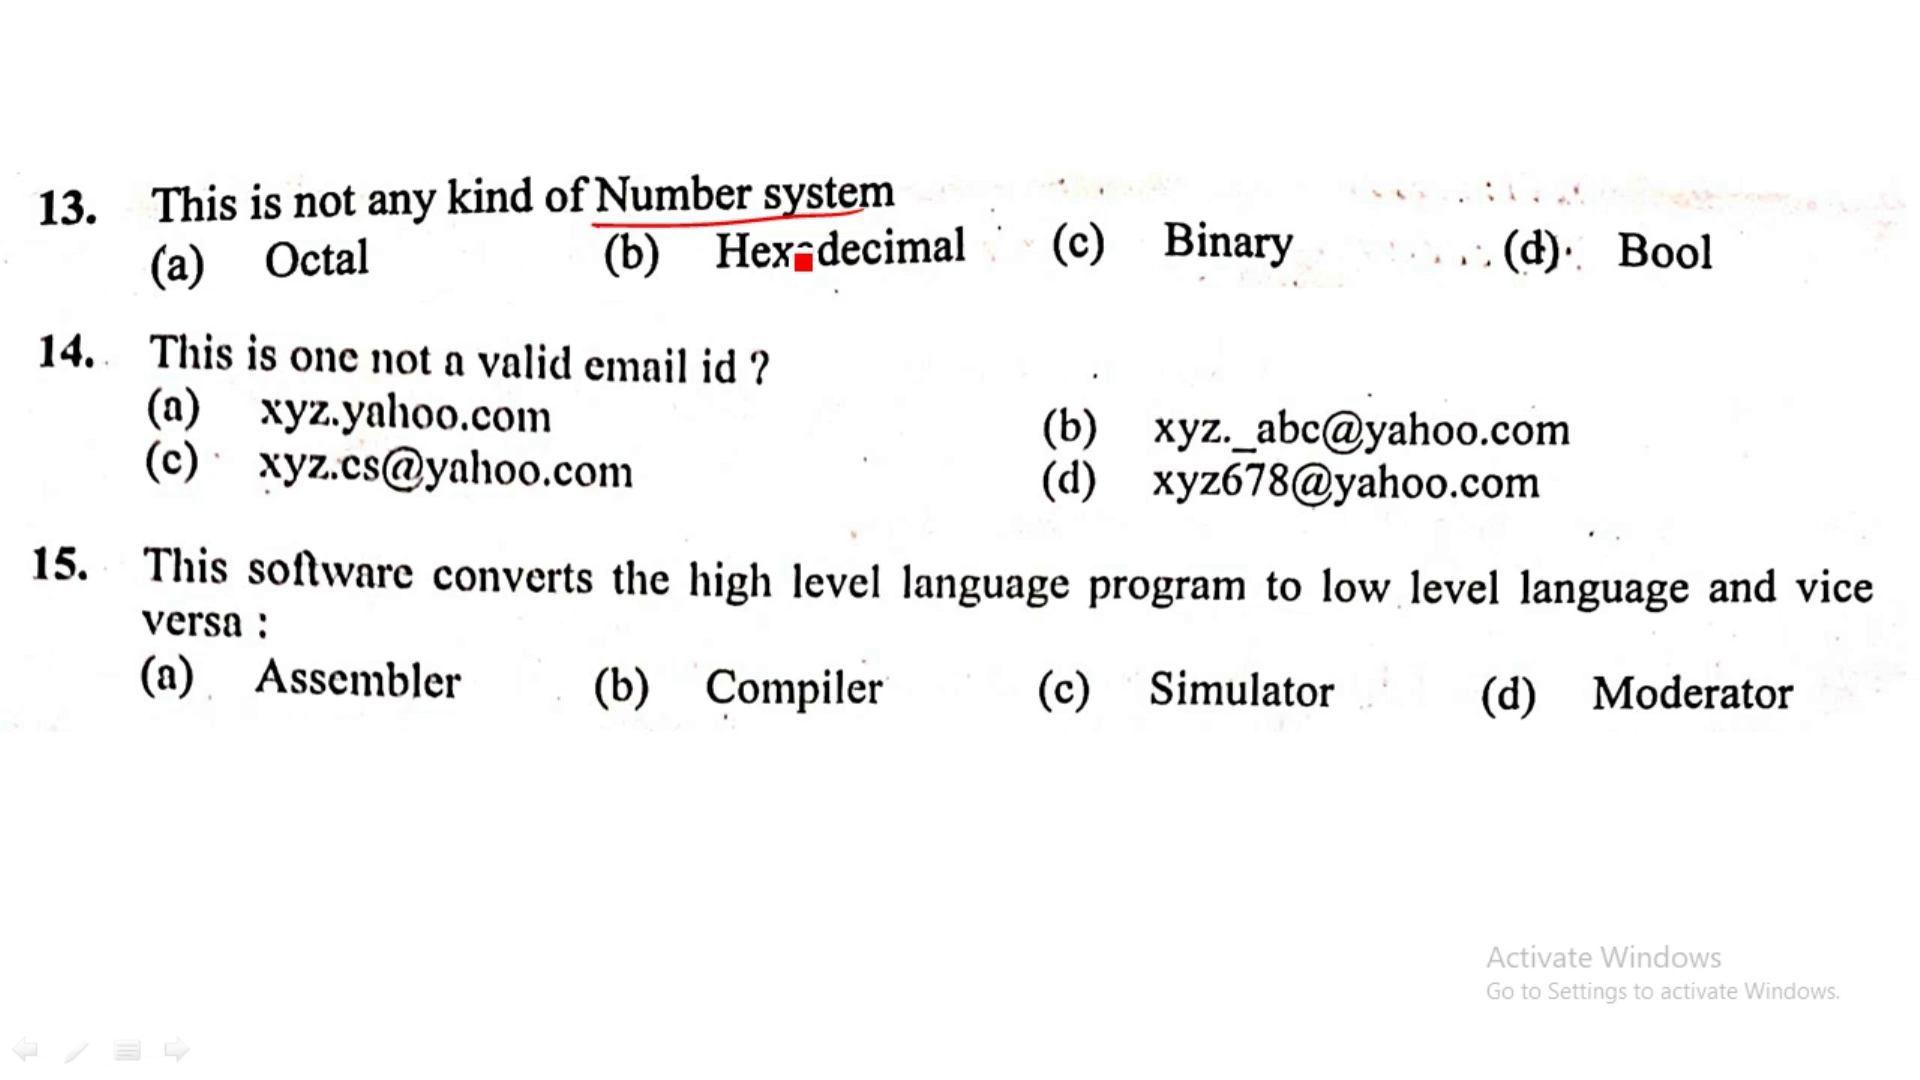 13. This is not any kind of Number system
(a) Octal (b) Hexadecimal (c) Binary (d) Bool
14. This is one not a valid email id ?
(a) xyz.yahoo.com (b) xyz._abc@yahoo.com
(c) xyz.cs@yahoo.com (d) xyz678@yahoo.com
15. This software converts the high level language program to low level language and vice
versa :
(a) Assembler (b) Compiler (c) Simulator (d) Moderator
Activate Windows
Go to Settings to activate Windows.